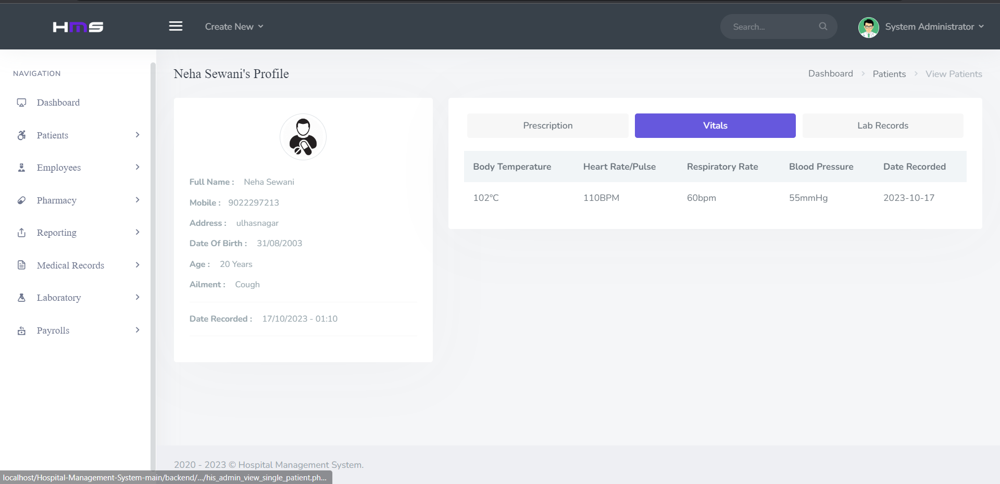 HMS
Create New
Search...
System Administrator
NAVIGATION
Dashboard
Patients
Employees
Pharmacy
Reporting
Medical Records
Laboratory
Payrolls
Neha Sewani's Profile
Dashboard > Patients > View Patients
Full Name : Neha Sewani
Mobile : 9022297213
Address : ulhasnagar
Date Of Birth : 31/08/2003
Age : 20 Years
Ailment : Cough
Date Recorded : 17/10/2023 - 01:10
Prescription Vitals Lab Records
Body Temperature Heart Rate/Pulse Respiratory Rate Blood Pressure Date Recorded
102°C 110BPM 60bpm 55mmHg 2023-10-17
2020 - 2023 © Hospital Management System.
localhost/Hospital-Management-System-main/backend/.../his_admin_view_single_patient.ph...